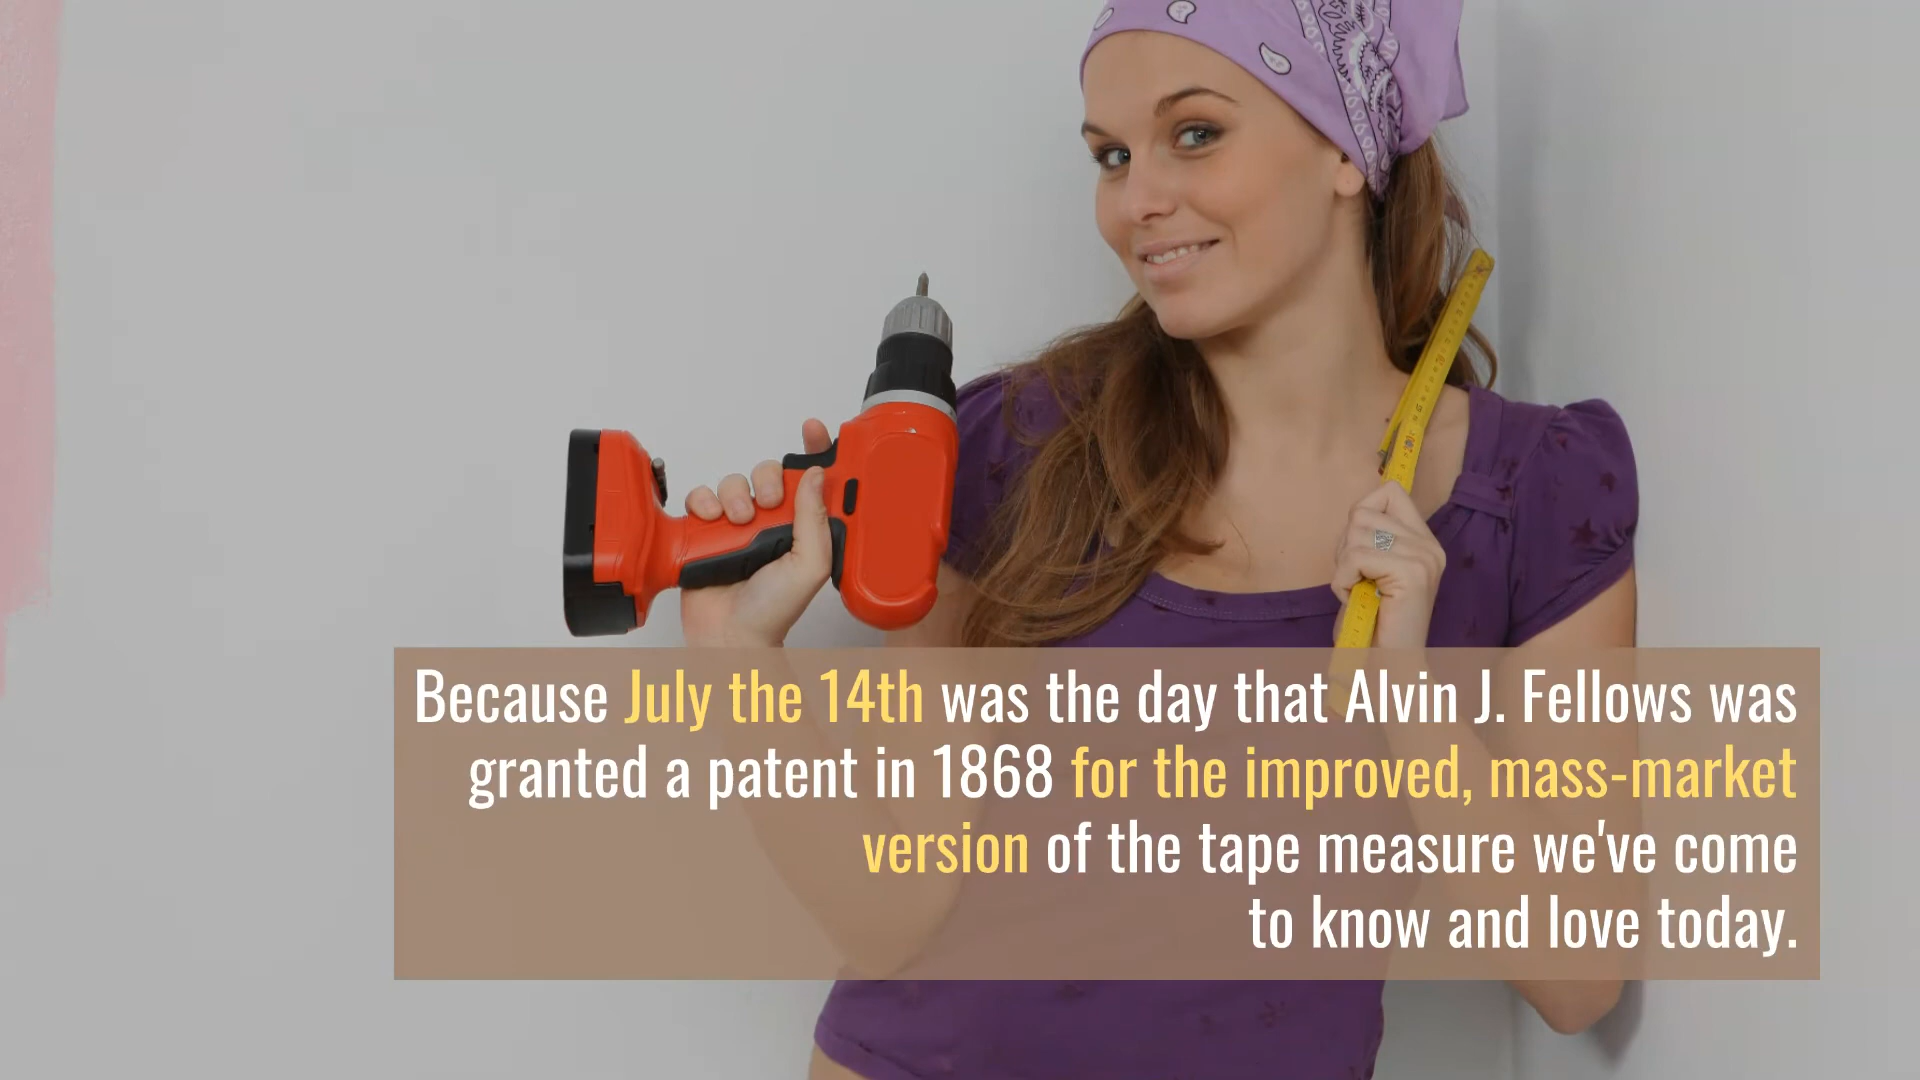 Because July the 14th was the day that Alvin J. Fellows was
granted a patent in 1868 for the improved, mass-market
version of the tape measure we've come
to know and love today.